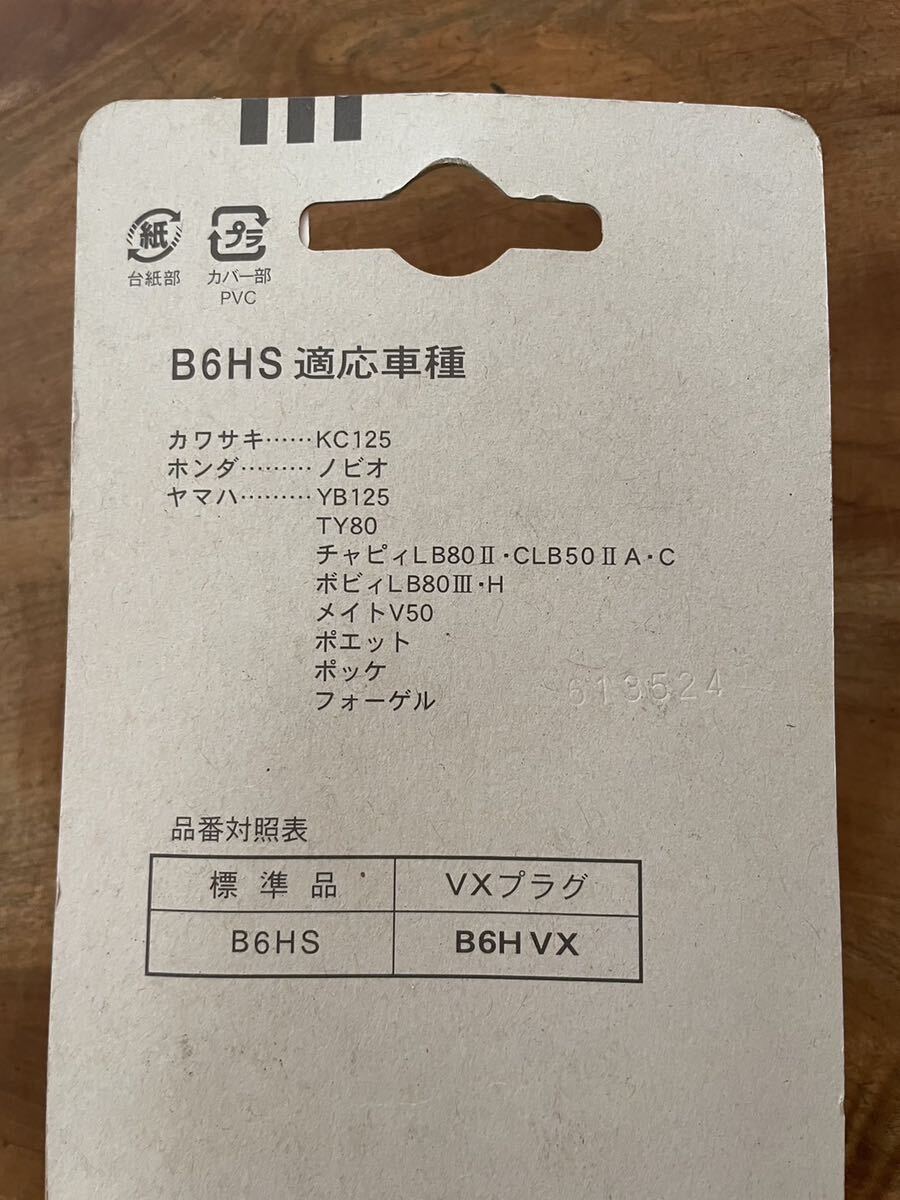 紙 プラ
台紙部 カバー部
PVC
B6HS 適応車種
カワサキ……KC125
ホンダ………ノビオ
ヤマハ………YB125
TY80
チャピィLB80Ⅱ・CLB50ⅡA・C
ボビィLB80Ⅲ・H
メイトV50
ポエット
ポッケ
フォーゲル
613524
品番対照表
標準品 VXプラグ
B6HS B6HVX